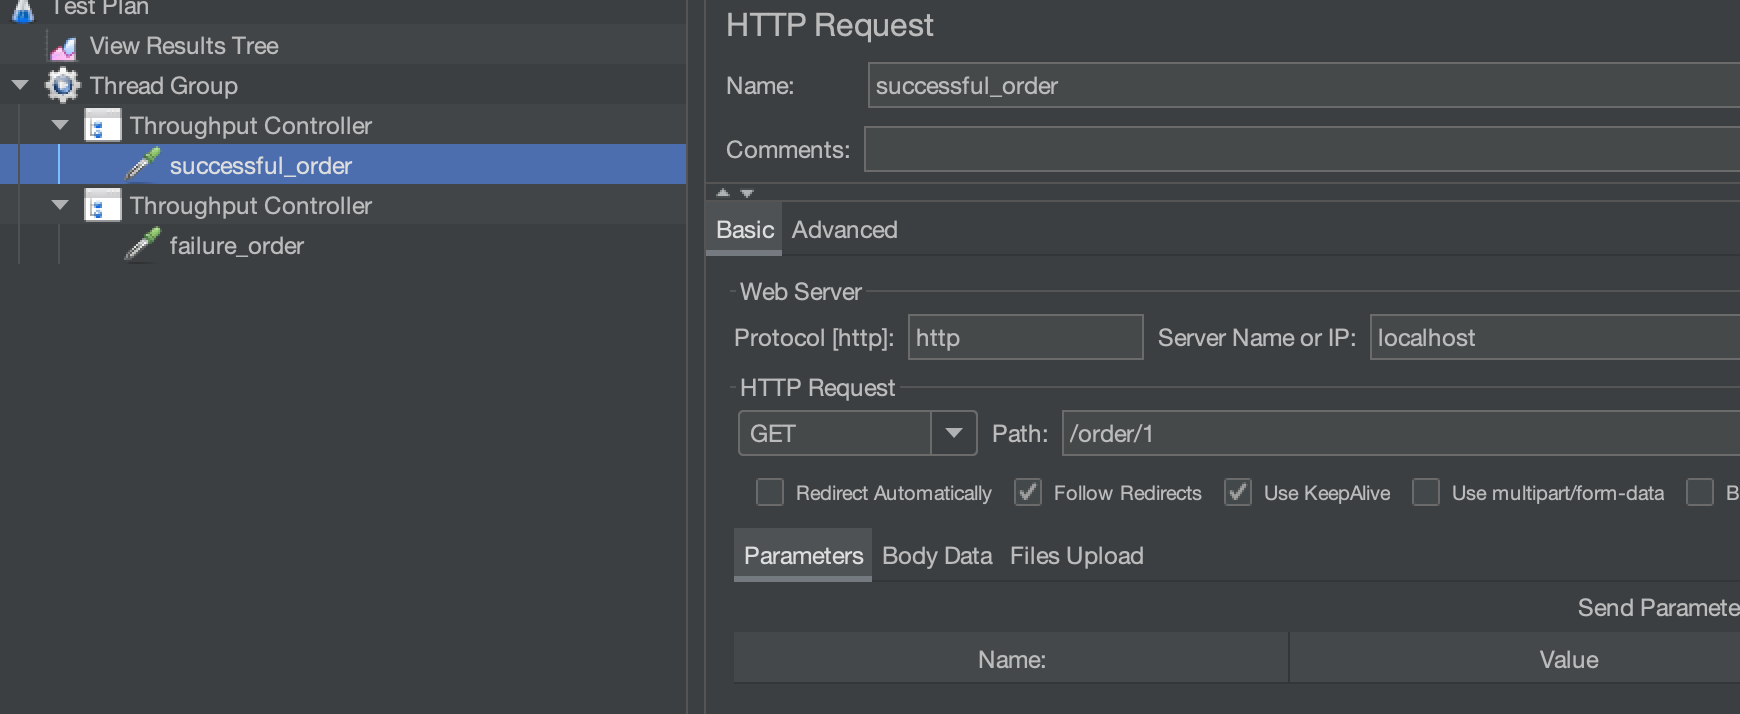 Test Plan
View Results Tree
Thread Group
Throughput Controller
successful_order
Throughput Controller
failure_order
HTTP Request
Name: successful_order
Comments:
Basic Advanced
Web Server
Protocol [http]: http Server Name or IP: localhost
HTTP Request
GET Path: /order/1
Redirect Automatically Follow Redirects Use KeepAlive Use multipart/form-data B
Parameters Body Data Files Upload
Send Paramete
Name: Value